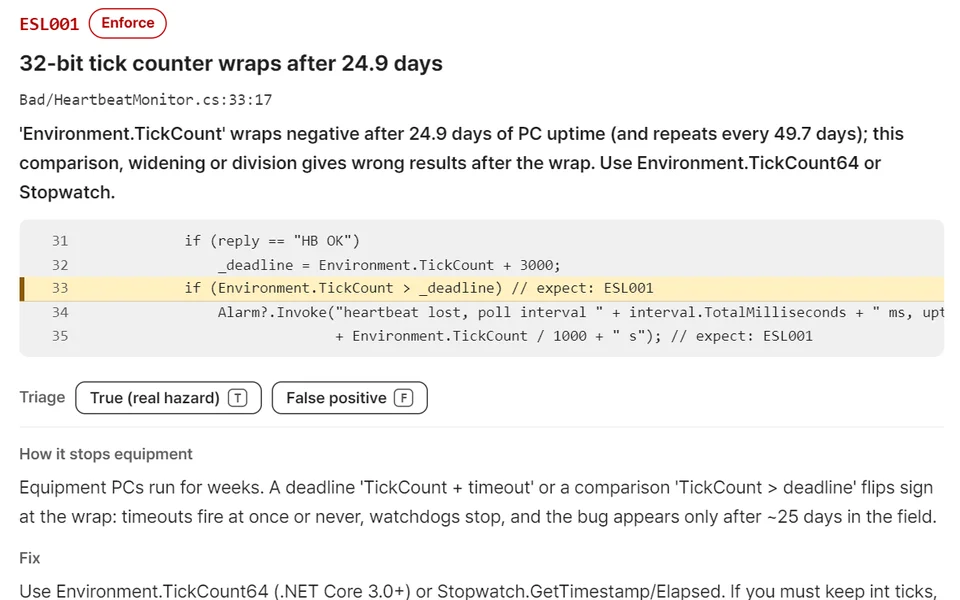 ESL001 Enforce
32-bit tick counter wraps after 24.9 days
Bad/HeartbeatMonitor.cs:33:17
'Environment.TickCount' wraps negative after 24.9 days of PC uptime (and repeats every 49.7 days); this
comparison, widening or division gives wrong results after the wrap. Use Environment.TickCount64 or
Stopwatch.
31 if (reply == "HB OK")
32 _deadline = Environment.TickCount + 3000;
33 if (Environment.TickCount > _deadline) // expect: ESL001
34 Alarm?.Invoke("heartbeat lost, poll interval " + interval.TotalMilliseconds + " ms, upt
35 + Environment.TickCount / 1000 + " s"); // expect: ESL001
Triage True (real hazard) T False positive F
How it stops equipment
Equipment PCs run for weeks. A deadline 'TickCount + timeout' or a comparison 'TickCount > deadline' flips sign
at the wrap: timeouts fire at once or never, watchdogs stop, and the bug appears only after ~25 days in the field.
Fix
Use Environment.TickCount64 (.NET Core 3.0+) or Stopwatch.GetTimestamp/Elapsed. If you must keep int ticks,